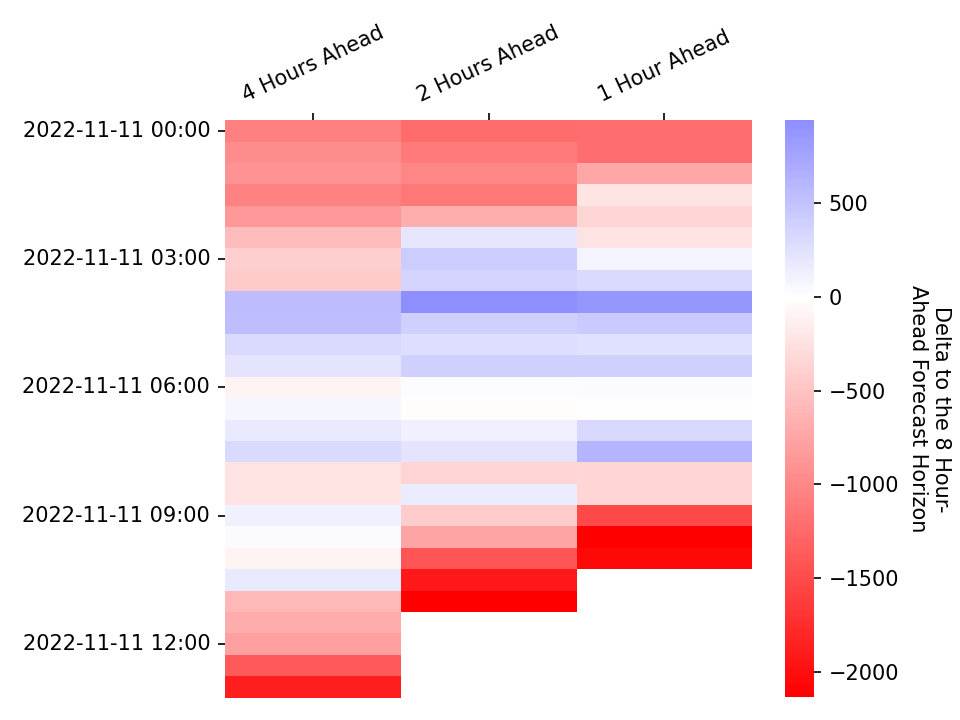 4 Hours Ahead
2 Hours Ahead
1 Hour Ahead
2022-11-11 00:00
2022-11-11 03:00
2022-11-11 06:00
2022-11-11 09:00
2022-11-11 12:00
500
0
−500
−1000
−1500
−2000
Delta to the 8 Hour-
Ahead Forecast Horizon